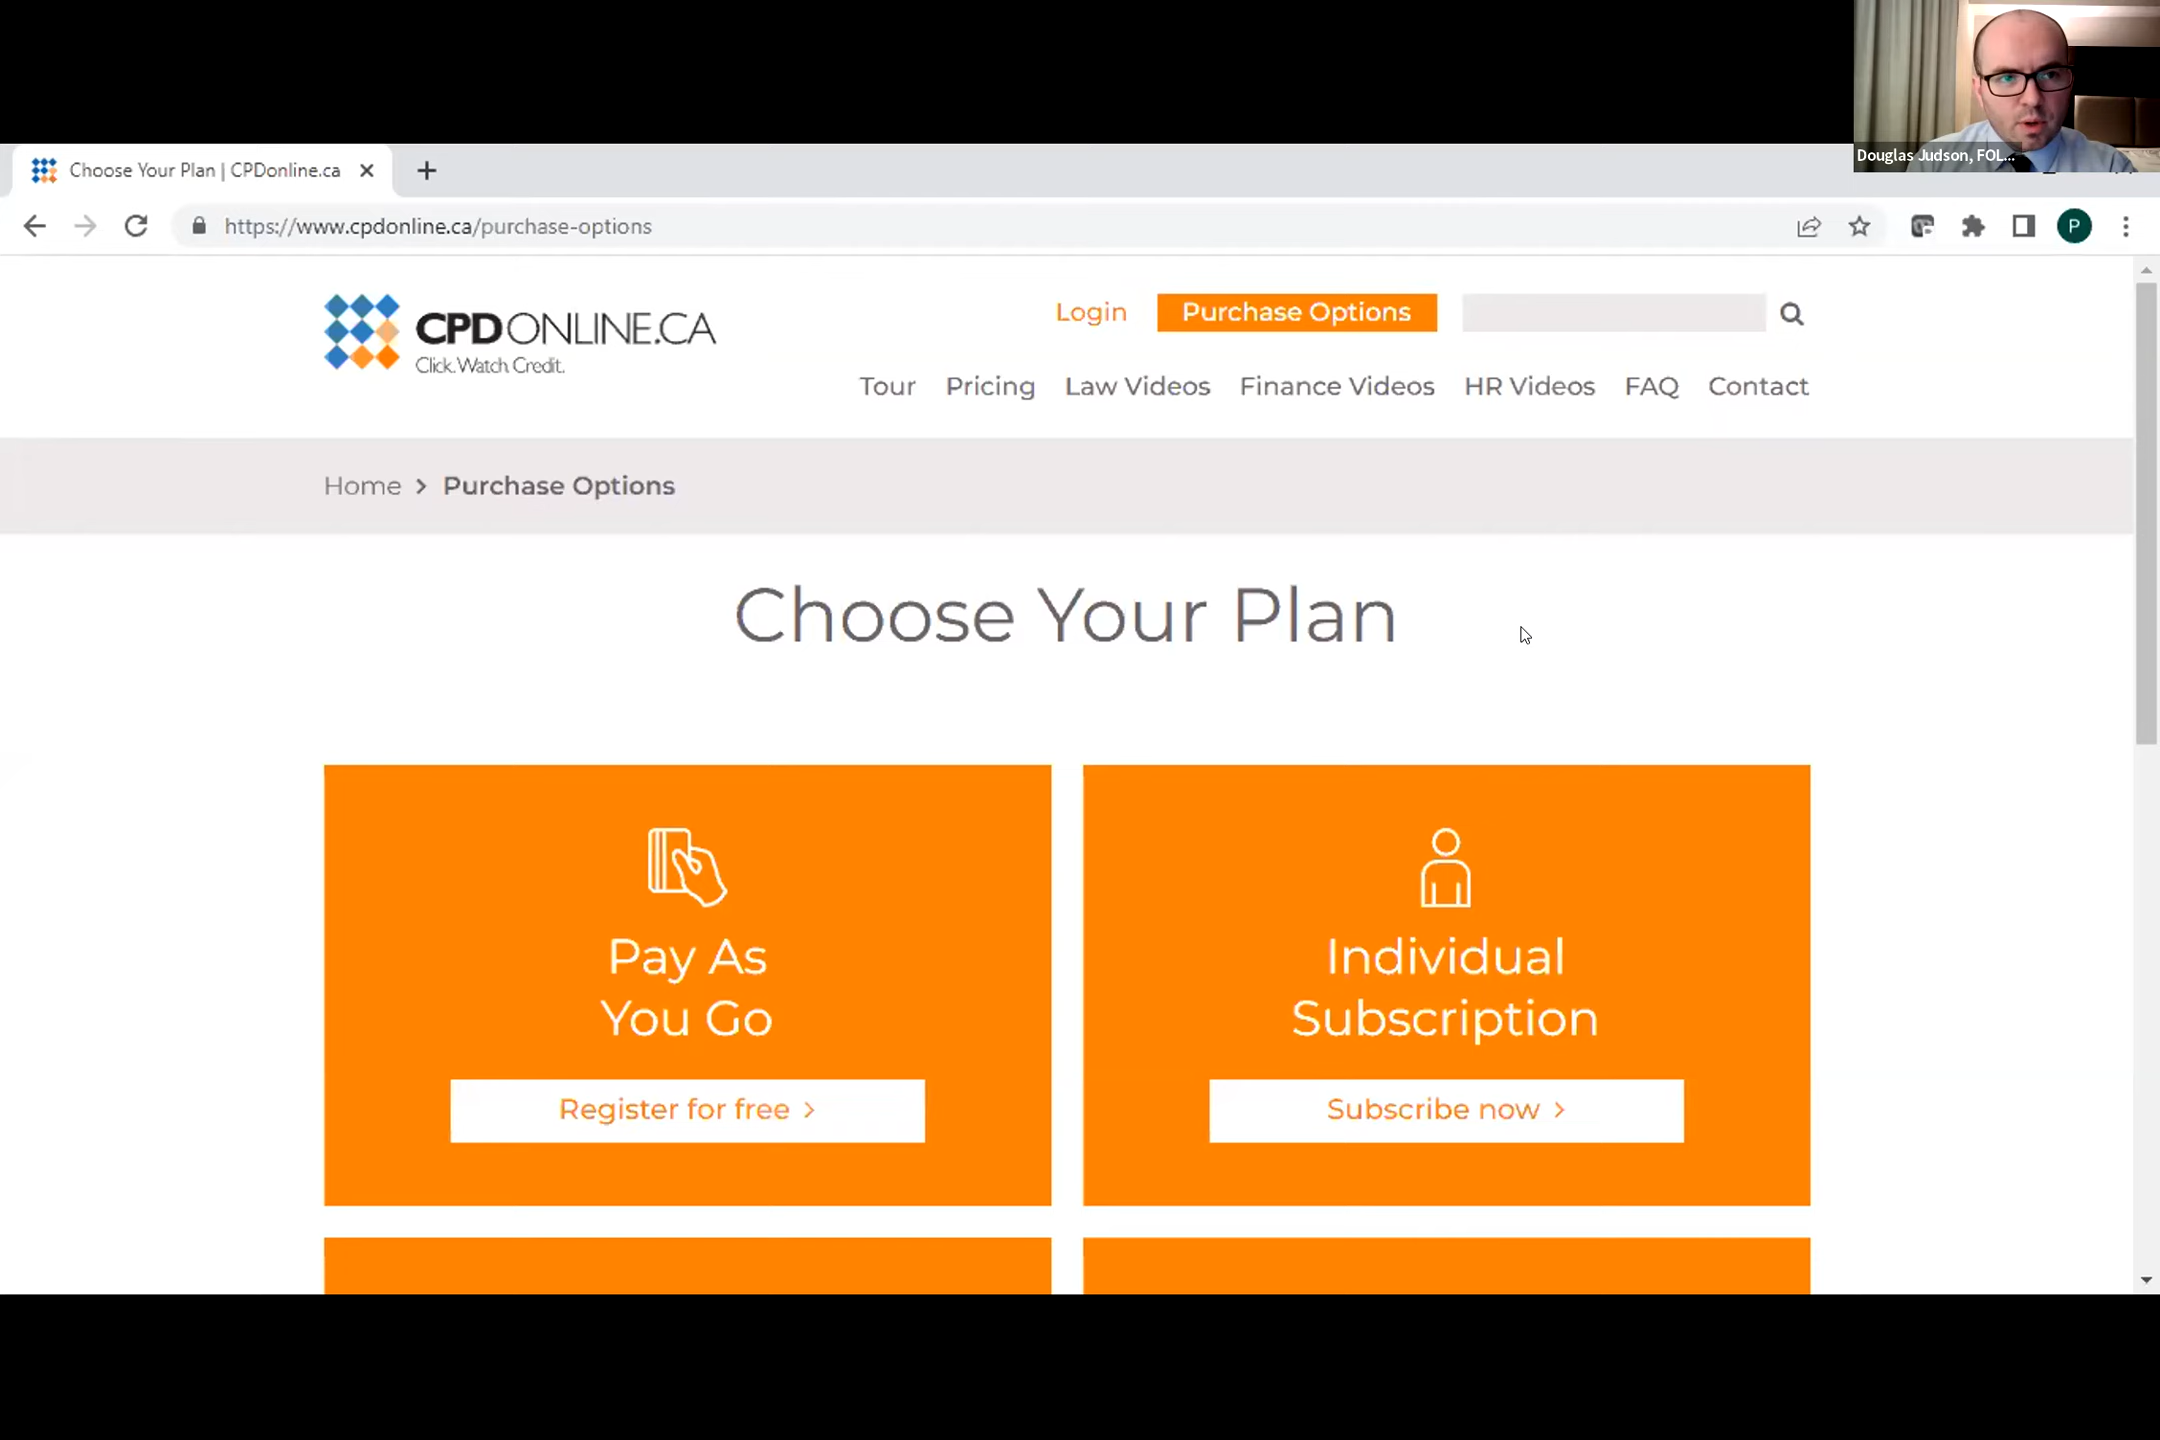 Douglas Judson, FOL...
Choose Your Plan | CPDonline.ca
https://www.cpdonline.ca/purchase-options
P
CPDONLINE.CA
Click. Watch. Credit.
Login
Purchase Options
Tour
Pricing
Law Videos
Finance Videos
HR Videos
FAQ
Contact
Home > Purchase Options
Choose Your Plan
Pay As
You Go
Register for free >
Individual
Subscription
Subscribe now >